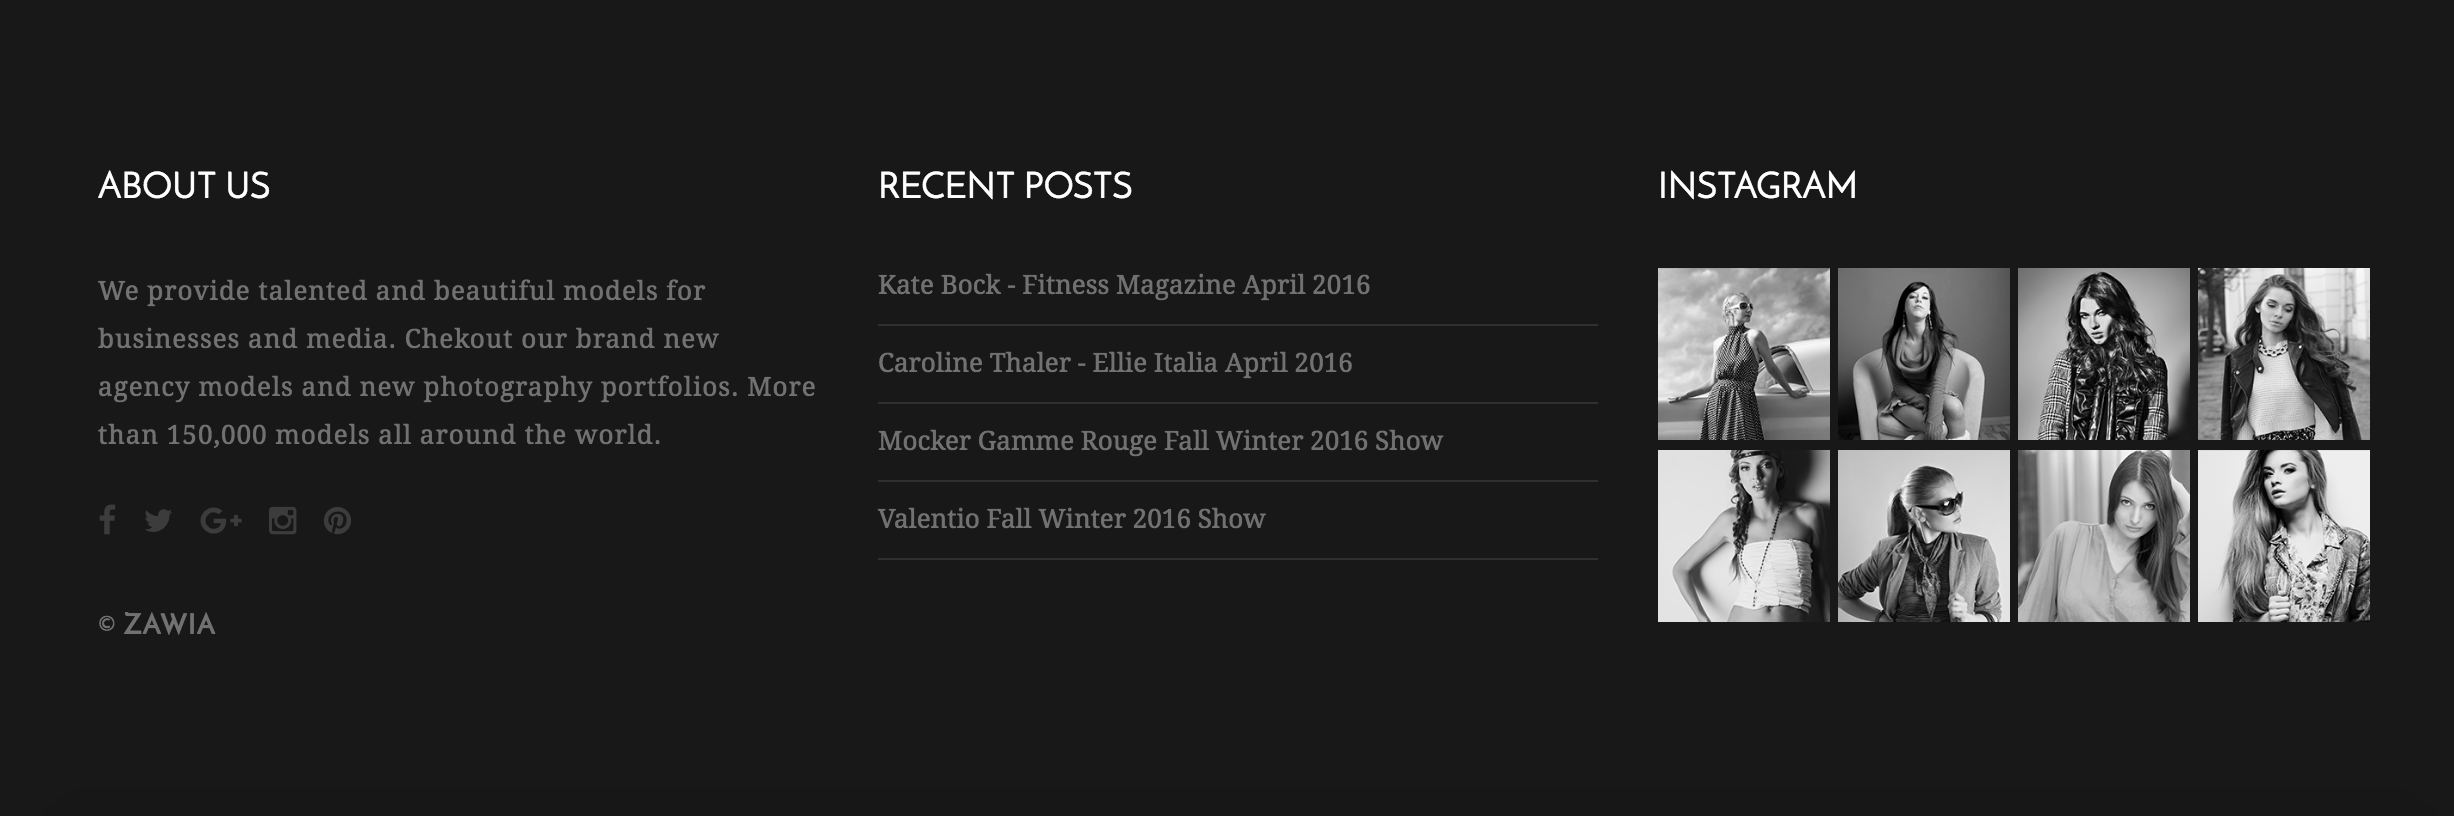 ABOUT US
We provide talented and beautiful models for
businesses and media. Chekout our brand new
agency models and new photography portfolios. More
than 150,000 models all around the world.
© ZAWIA
RECENT POSTS
Kate Bock - Fitness Magazine April 2016
Caroline Thaler - Ellie Italia April 2016
Mocker Gamme Rouge Fall Winter 2016 Show
Valentio Fall Winter 2016 Show
INSTAGRAM